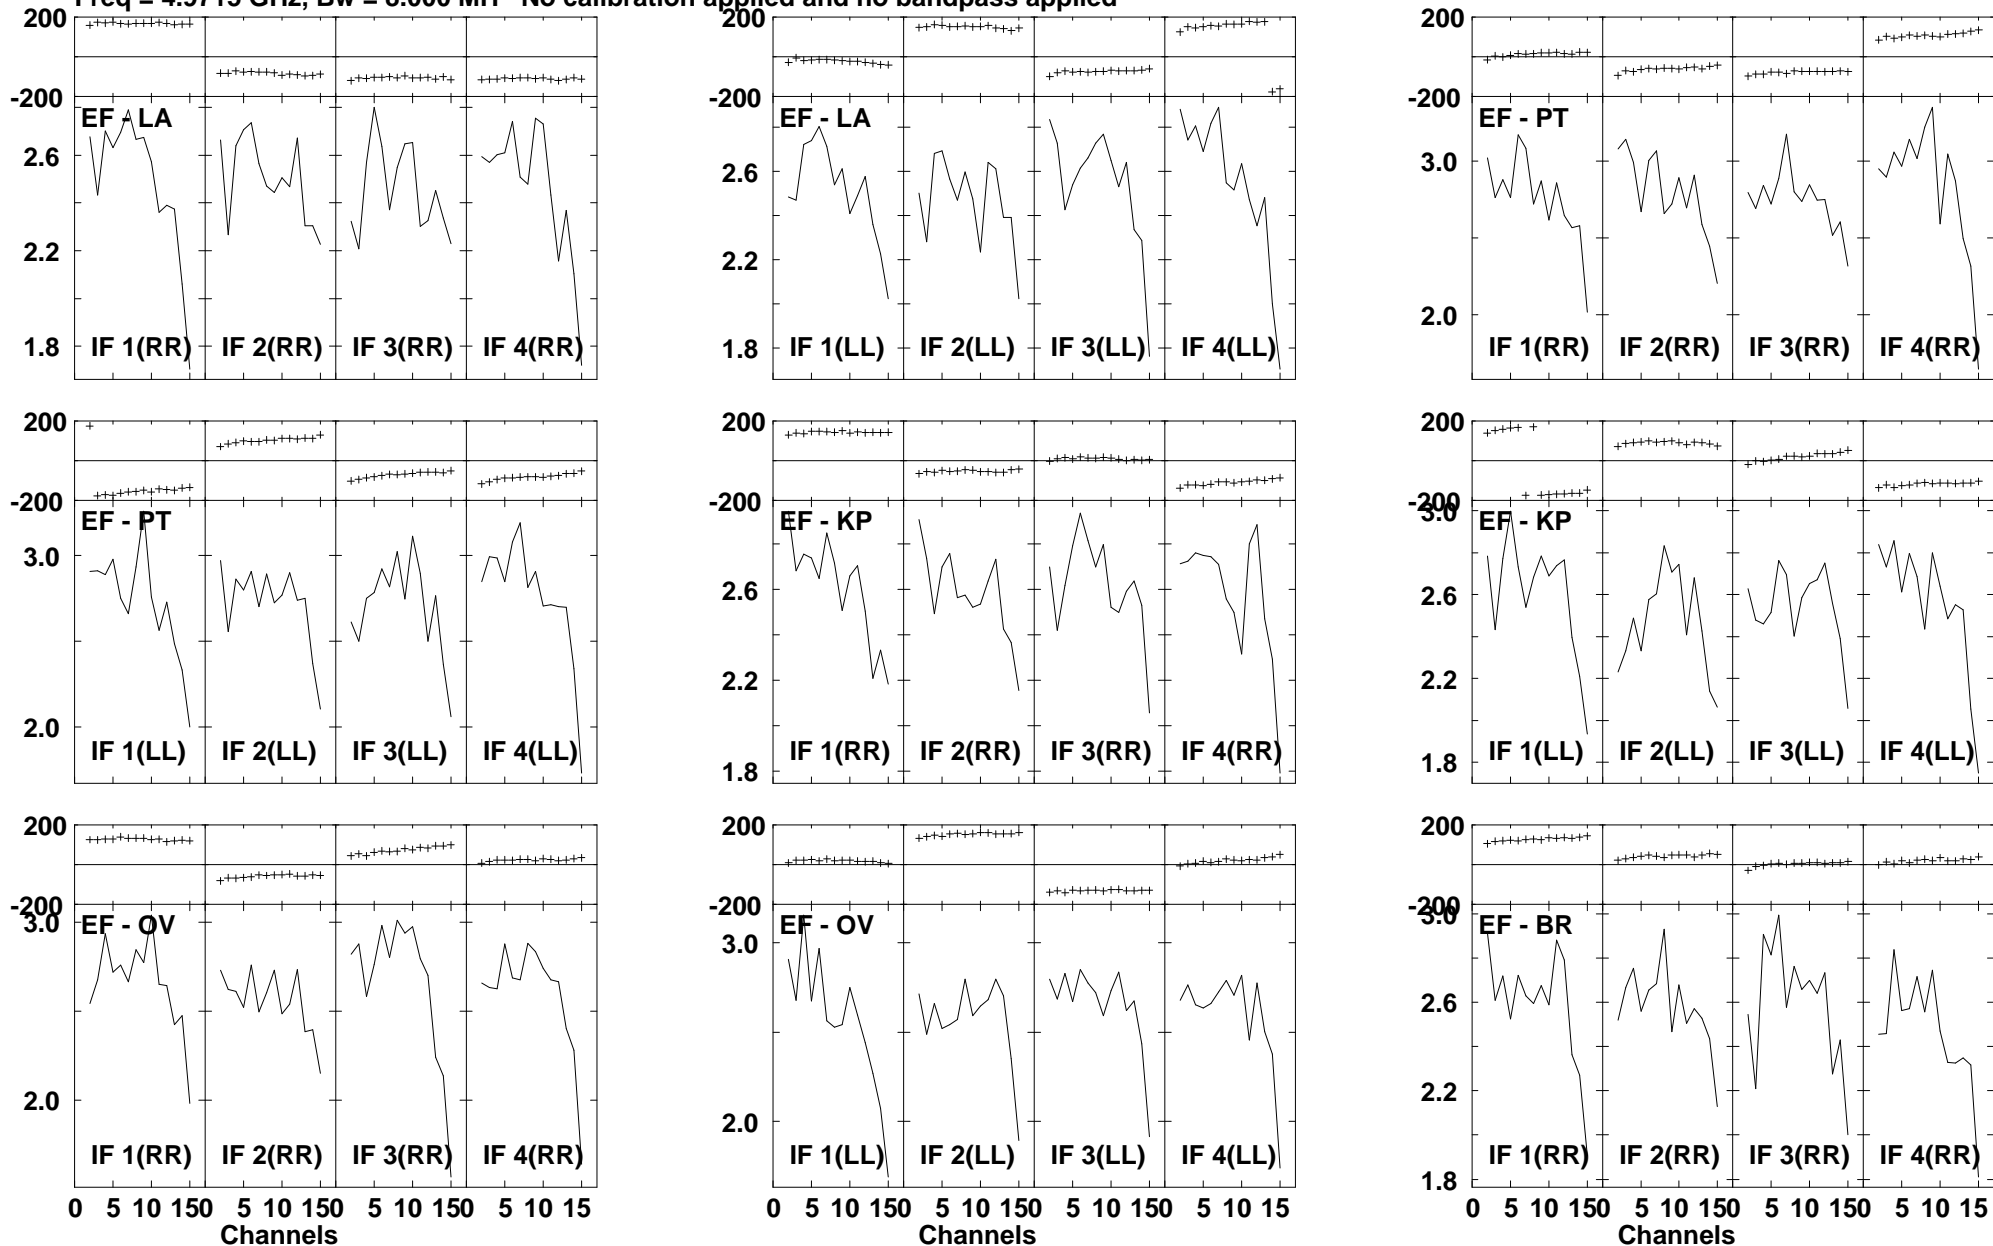 Freq = 4.9715 GHz, Bw = 8.000 MH No calibration applied and no bandpass applied
200 200 200
-200 -200 -200
EF - LA EF - LA EF - PT
2.6 2.6 3.0
2.2 2.2 2.0
1.8 1.8
IF 1(RR) IF 2(RR) IF 3(RR) IF 4(RR) IF 1(LL) IF 2(LL) IF 3(LL) IF 4(LL) IF 1(RR) IF 2(RR) IF 3(RR) IF 4(RR)
200 200 200
-200 -200 -200
EF - PT EF - KP 3.0 EF - KP
3.0 2.6 2.6
2.0 2.2 2.2
1.8 1.8
IF 1(LL) IF 2(LL) IF 3(LL) IF 4(LL) IF 1(RR) IF 2(RR) IF 3(RR) IF 4(RR) IF 1(LL) IF 2(LL) IF 3(LL) IF 4(LL)
200 200 200
-200 -200 -200
3.0 EF - OV EF - OV 3.0 EF - BR
3.0 2.6
2.0 2.0 2.2
1.8
IF 1(RR) IF 2(RR) IF 3(RR) IF 4(RR) IF 1(LL) IF 2(LL) IF 3(LL) IF 4(LL) IF 1(RR) IF 2(RR) IF 3(RR) IF 4(RR)
0 5 10 150 5 10 150 5 10 150 5 10 15 0 5 10 150 5 10 150 5 10 150 5 10 15 0 5 10 150 5 10 150 5 10 150 5 10 15
Channels Channels Channels